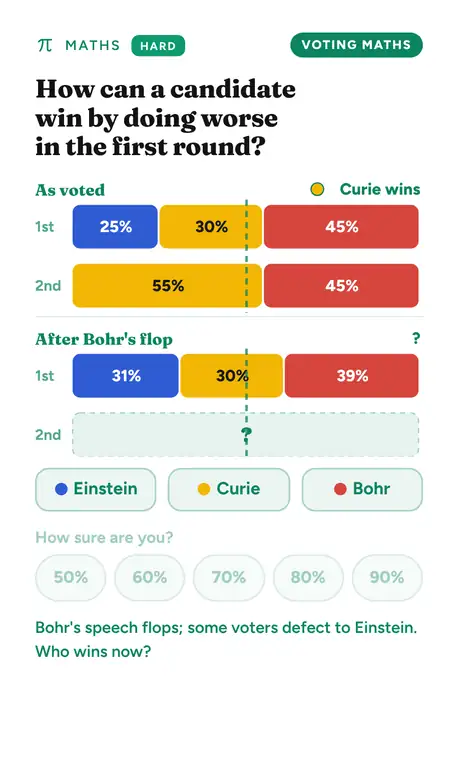 MATHS HARD VOTING MATHS
How can a candidate
win by doing worse
in the first round?
As voted Curie wins
1st 25% 30% 45%
2nd 55% 45%
After Bohr's flop ?
1st 31% 30% 39%
2nd ?
Einstein Curie Bohr
How sure are you?
50% 60% 70% 80% 90%
Bohr's speech flops; some voters defect to Einstein.
Who wins now?